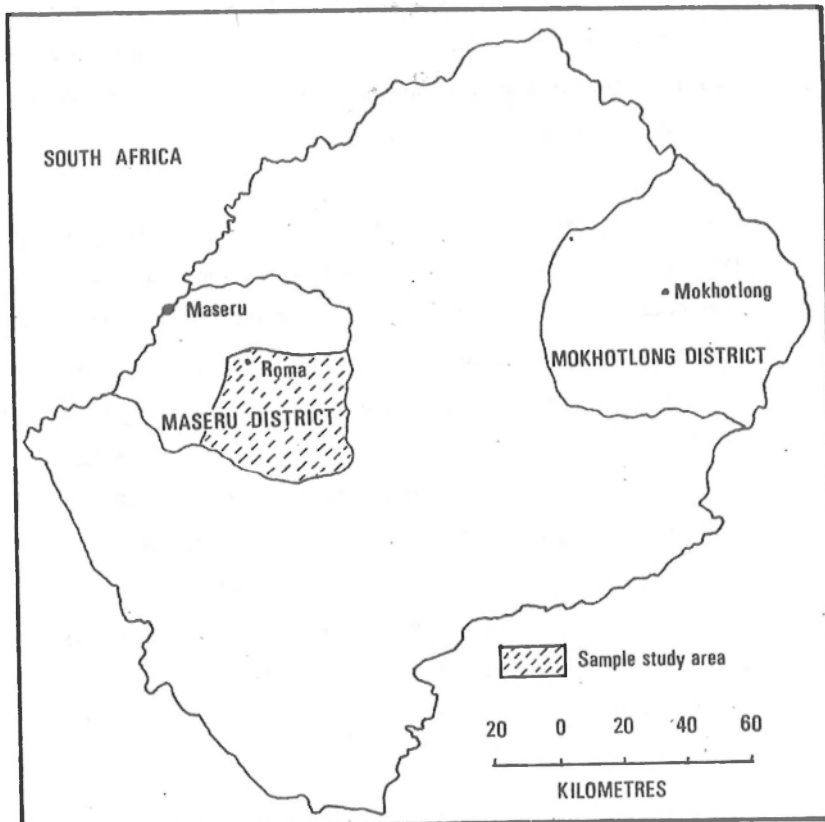 SOUTH AFRICA
Maseru
Mokhotlong
Roma
MOKHOTLONG DISTRICT
MASERU DISTRICT
Sample study area
20 0 20 40 60
KILOMETRES